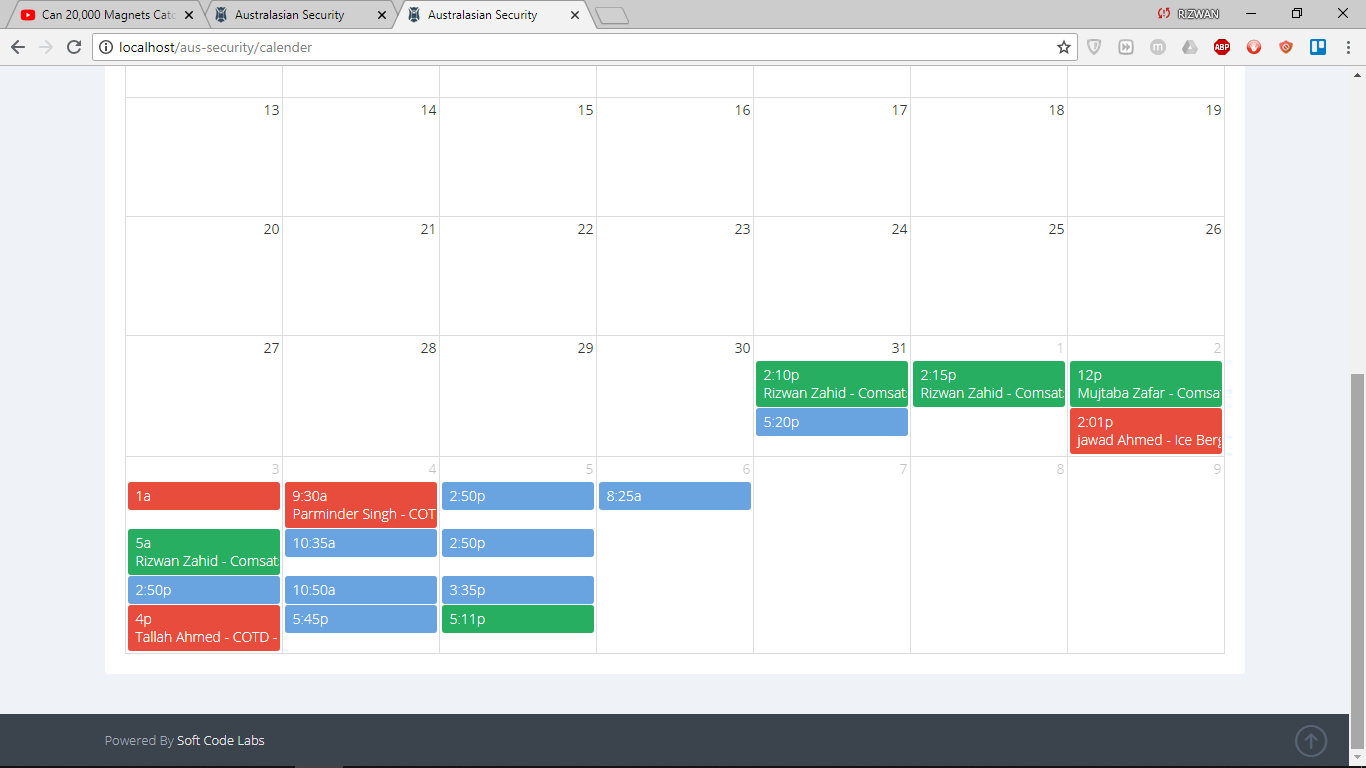 Can 20,000 Magnets Catc
Australasian Security
Australasian Security
RIZWAN
localhost/aus-security/calender
ABP
13 14 15 16 17 18 19
20 21 22 23 24 25 26
27 28 29 30 31 1 2
2:10p
Rizwan Zahid - Comsat
5:20p
2:15p
Rizwan Zahid - Comsat
12p
Mujtaba Zafar - Comsa
2:01p
jawad Ahmed - Ice Berg
3 4 5 6 7 8 9
1a
5a
Rizwan Zahid - Comsat
2:50p
4p
Tallah Ahmed - COTD -
9:30a
Parminder Singh - COT
10:35a
10:50a
5:45p
2:50p
2:50p
3:35p
5:11p
8:25a
Powered By Soft Code Labs